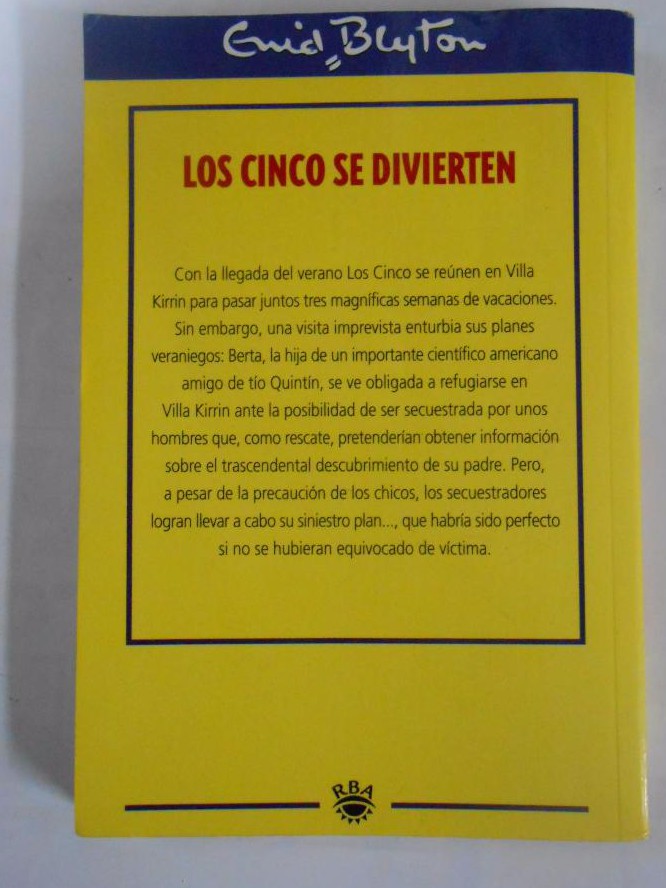 Enid Blyton
LOS CINCO SE DIVIERTEN
Con la llegada del verano Los Cinco se reúnen en Villa
Kirrin para pasar juntos tres magníficas semanas de vacaciones.
Sin embargo, una visita imprevista enturbia sus planes
veraniegos: Berta, la hija de un importante científico americano
amigo de tío Quintín, se ve obligada a refugiarse en
Villa Kirrin ante la posibilidad de ser secuestrada por unos
hombres que, como rescate, pretenderían obtener información
sobre el trascendental descubrimiento de su padre. Pero,
a pesar de la precaución de los chicos, los secuestradores
logran llevar a cabo su siniestro plan..., que habría sido perfecto
si no se hubieran equivocado de víctima.
RBA